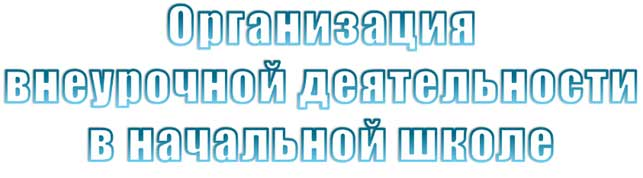 Организация
внеурочной деятельности
в начальной школе